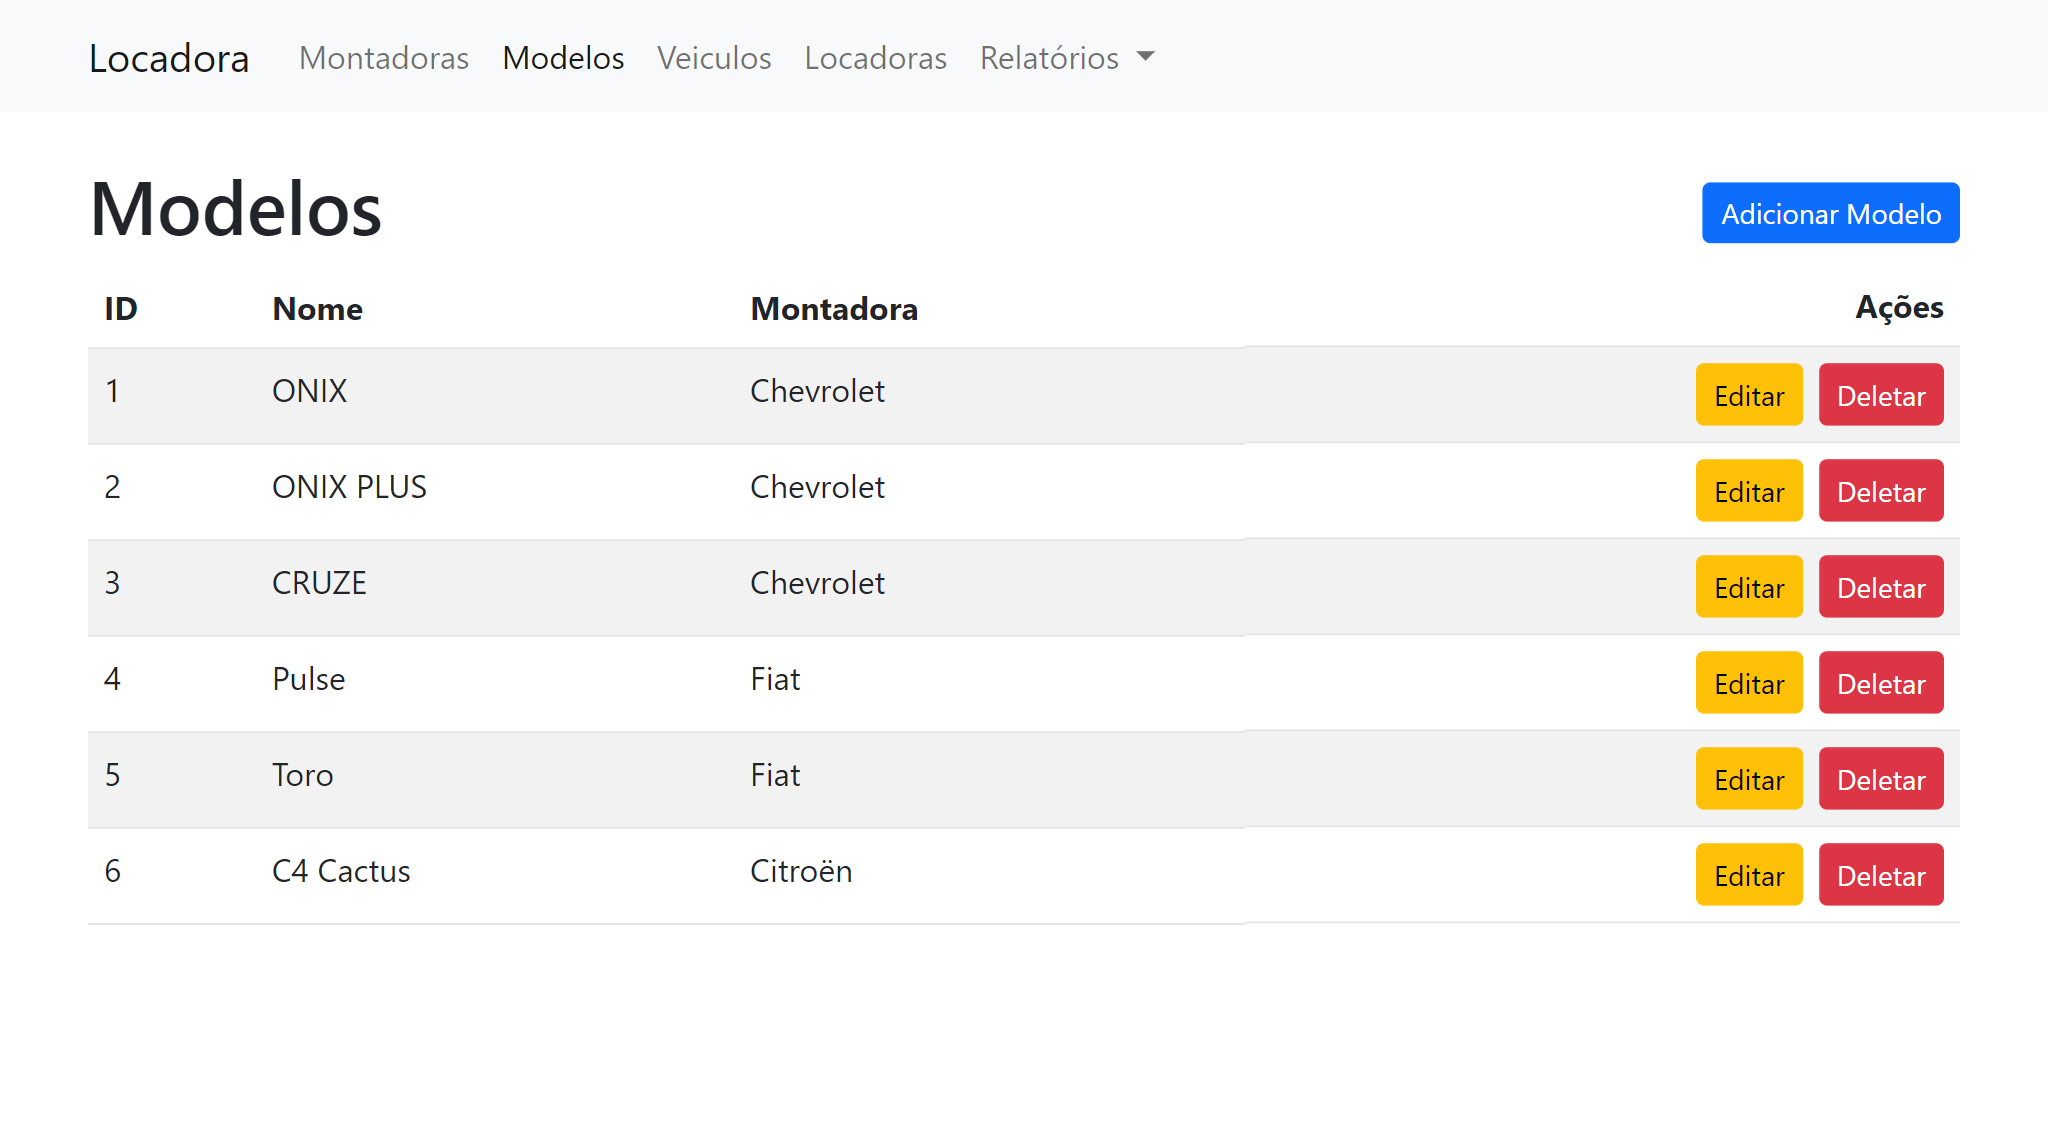 Locadora Montadoras Modelos Veiculos Locadoras Relatórios
Modelos Adicionar Modelo
ID Nome Montadora Ações
1 ONIX Chevrolet Editar Deletar
2 ONIX PLUS Chevrolet Editar Deletar
3 CRUZE Chevrolet Editar Deletar
4 Pulse Fiat Editar Deletar
5 Toro Fiat Editar Deletar
6 C4 Cactus Citroën Editar Deletar